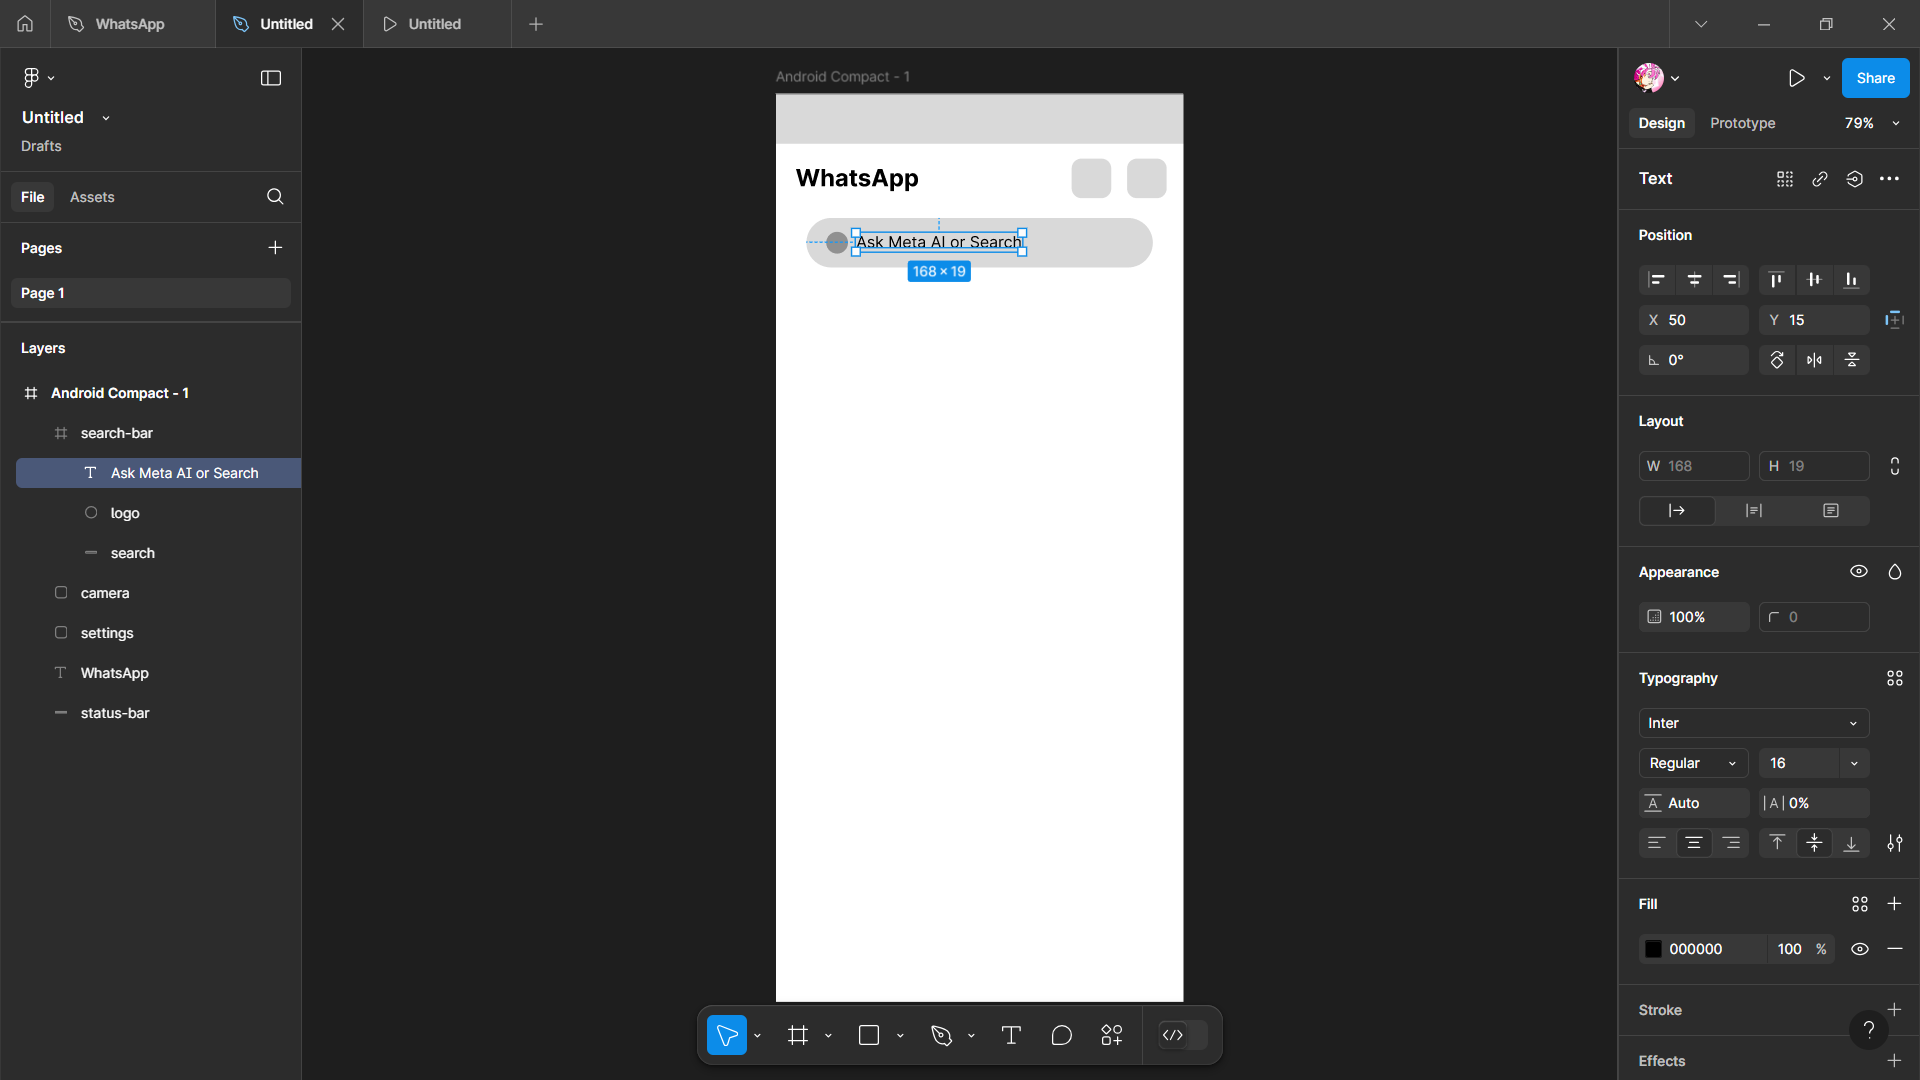 WhatsApp
Untitled
Untitled
Untitled
Drafts
File
Assets
Pages
Page 1
Layers
Android Compact - 1
search-bar
T Ask Meta AI or Search
logo
search
camera
settings
T WhatsApp
status-bar
Android Compact - 1
WhatsApp
Ask Meta AI or Search
168 × 19
Share
Design
Prototype
79%
Text
Position
X 50
Y 15
0°
Layout
W 168
H 19
Appearance
100%
0
Typography
Inter
Regular
16
A Auto
|A| 0%
Fill
000000
100 %
Stroke
Effects
?